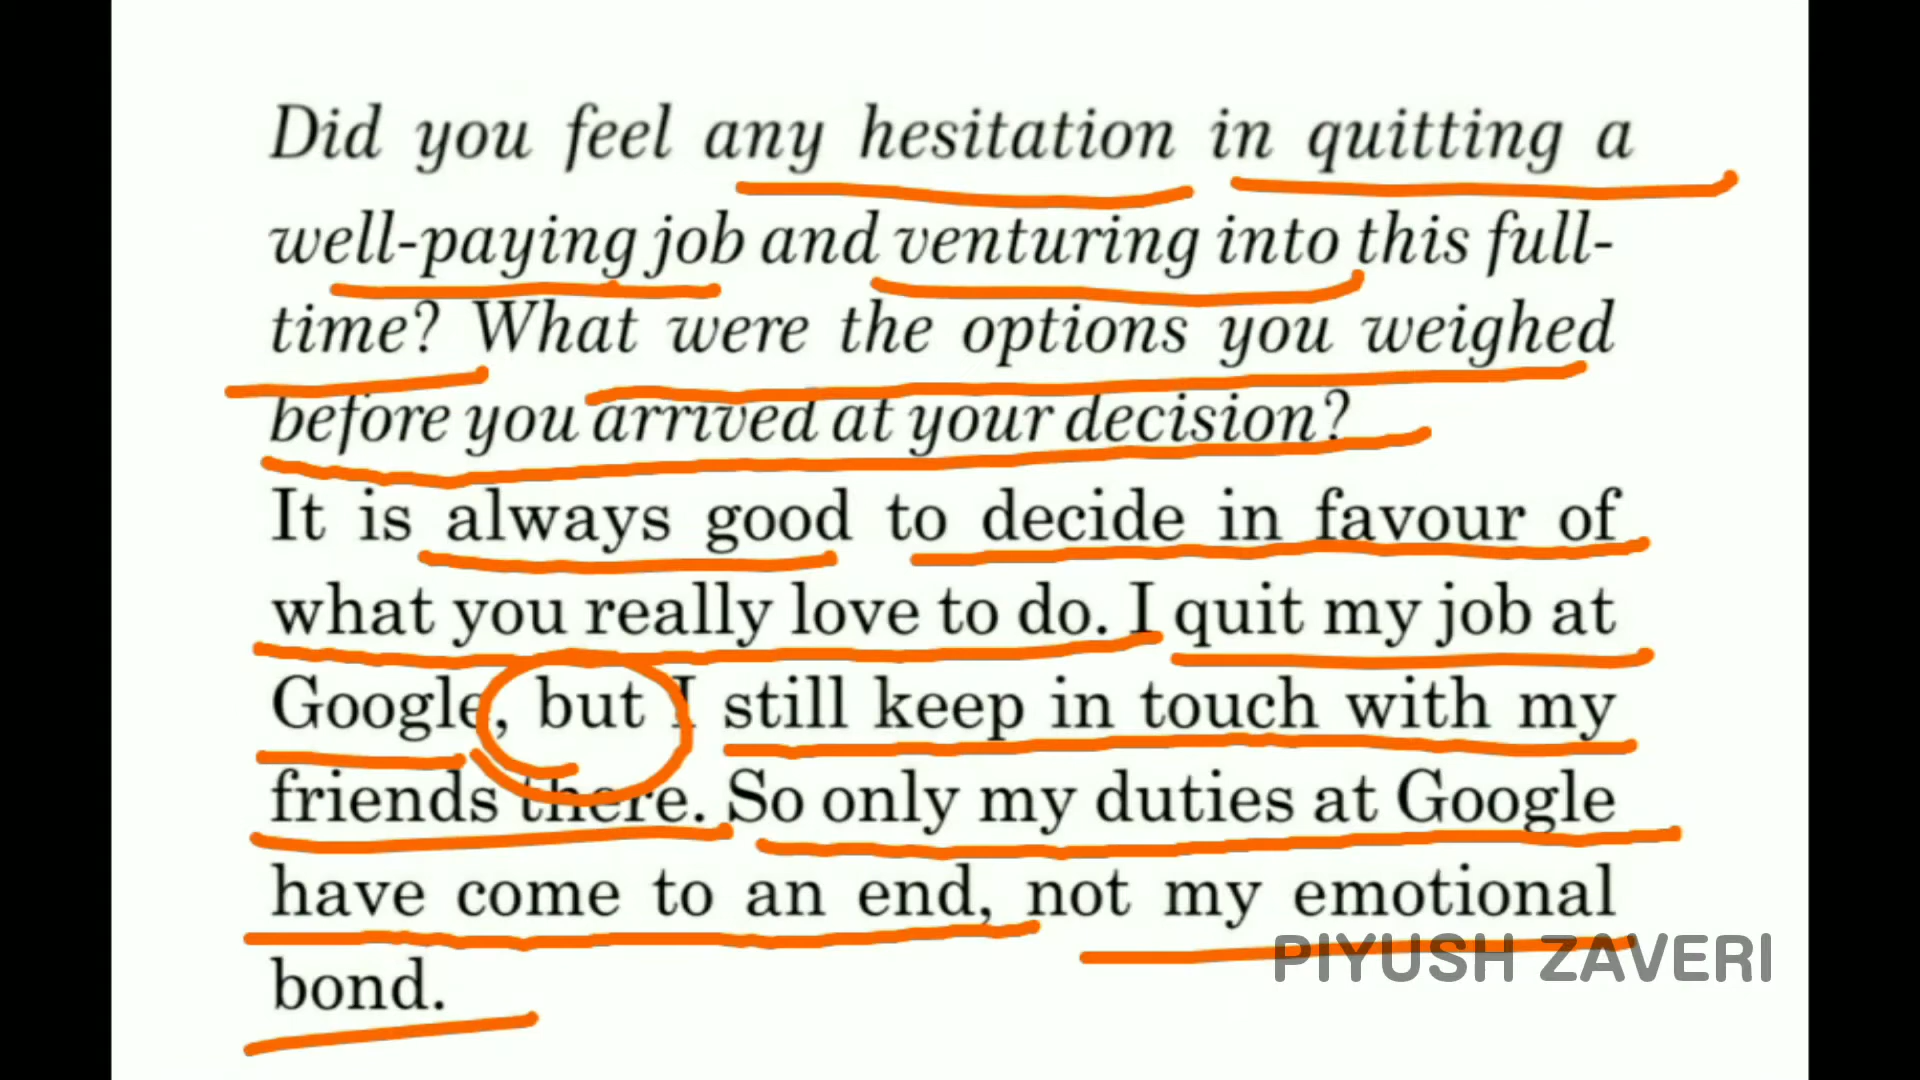 Did you feel any hesitation in quitting a
well-paying job and venturing into this full-
time? What were the options you weighed
before you arrived at your decision?
It is always good to decide in favour of
what you really love to do. I quit my job at
Google, but I still keep in touch with my
friends there. So only my duties at Google
have come to an end, not my emotional
bond.
PIYUSH ZAVERI